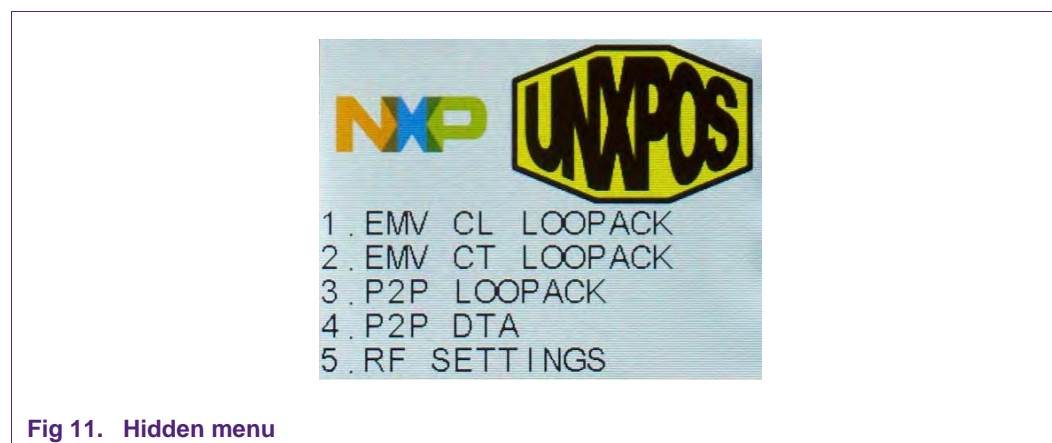 NXP
UNXPOS
1.EMV CL LOOPACK
2.EMV CT LOOPACK
3.P2P LOOPACK
4.P2P DTA
5.RF SETTINGS
Fig 11. Hidden menu